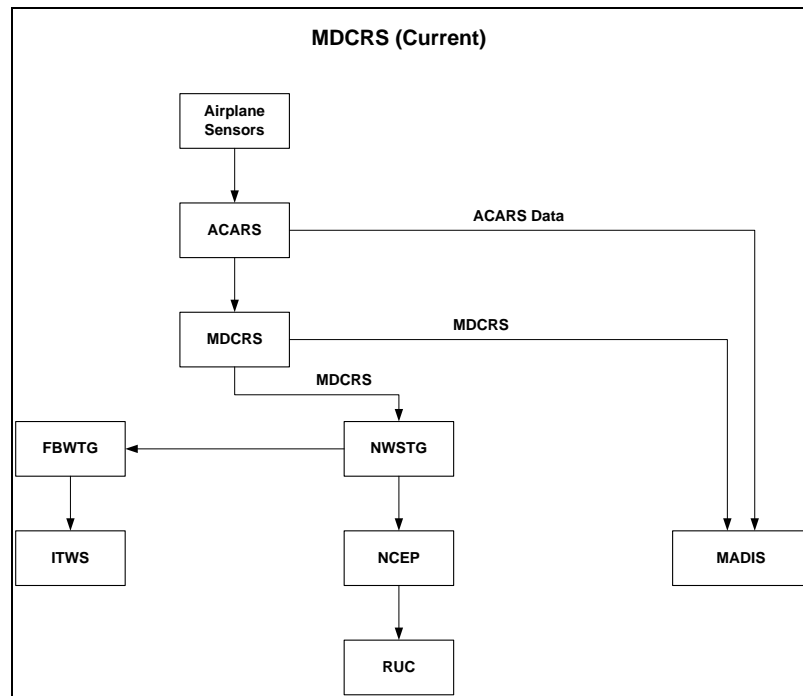 MDCRS (Current)
Airplane
Sensors
ACARS
ACARS Data
MDCRS
MDCRS
MDCRS
FBWTG
NWSTG
ITWS
NCEP
MADIS
RUC